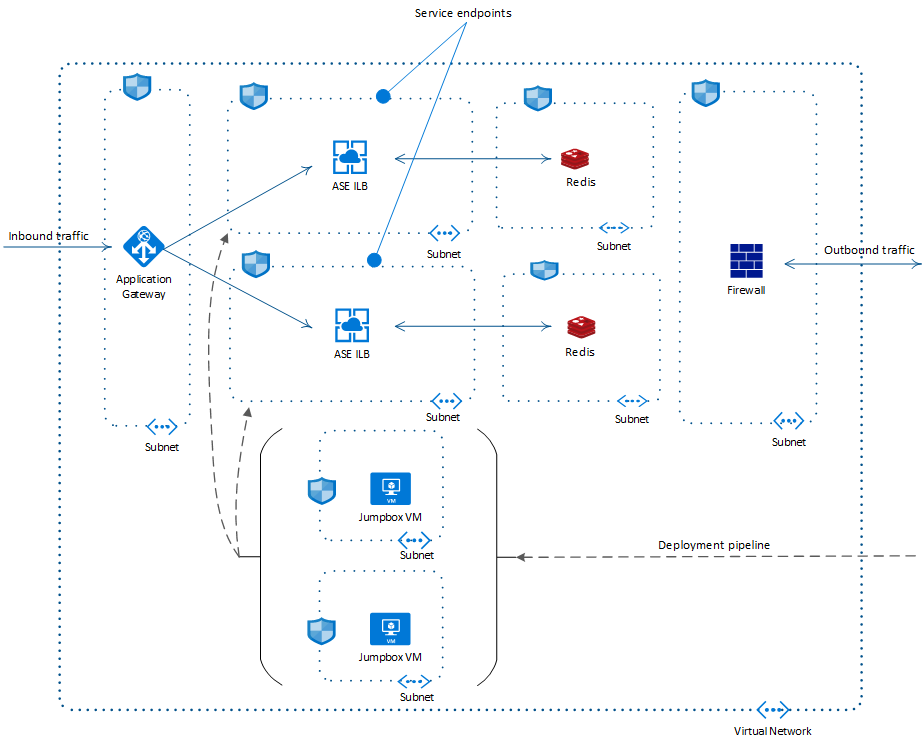 Service endpoints
ASE ILB
Redis
Inbound traffic
Subnet
Subnet
Outbound traffic
Application
Gateway
Firewall
ASE ILB
Redis
Subnet
Subnet
Subnet
Subnet
VM
Jumpbox VM
Deployment pipeline
Subnet
VM
Jumpbox VM
Subnet
Virtual Network